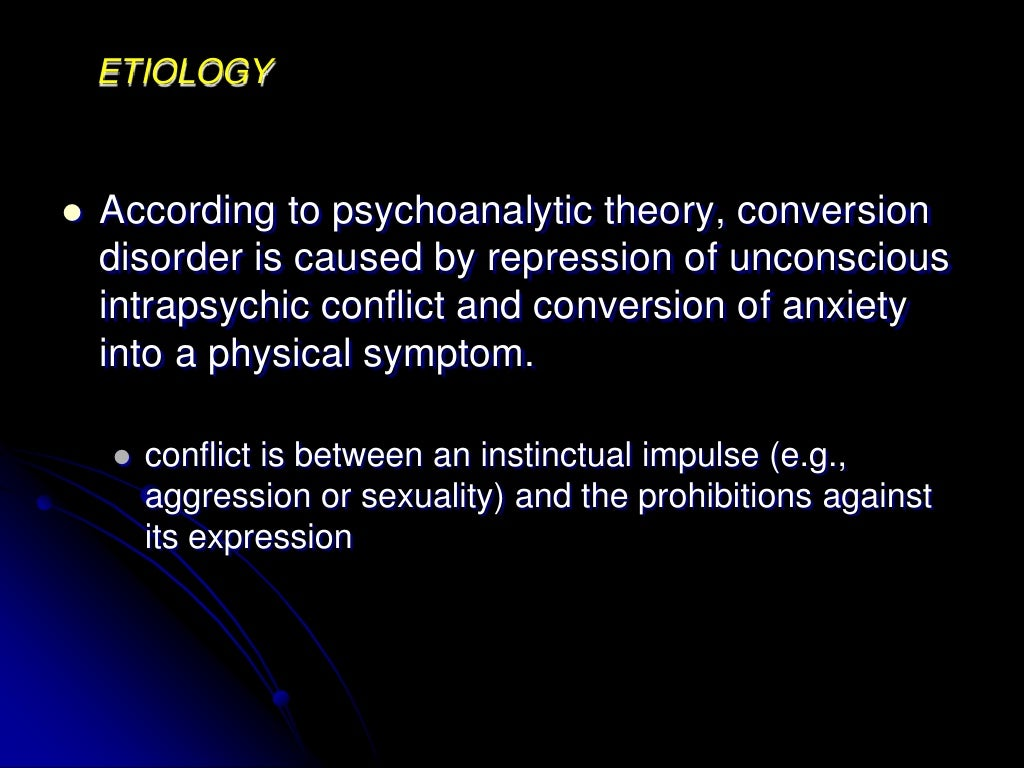 ETIOLOGY
According to psychoanalytic theory, conversion
disorder is caused by repression of unconscious
intrapsychic conflict and conversion of anxiety
into a physical symptom.
conflict is between an instinctual impulse (e.g.,
aggression or sexuality) and the prohibitions against
its expression